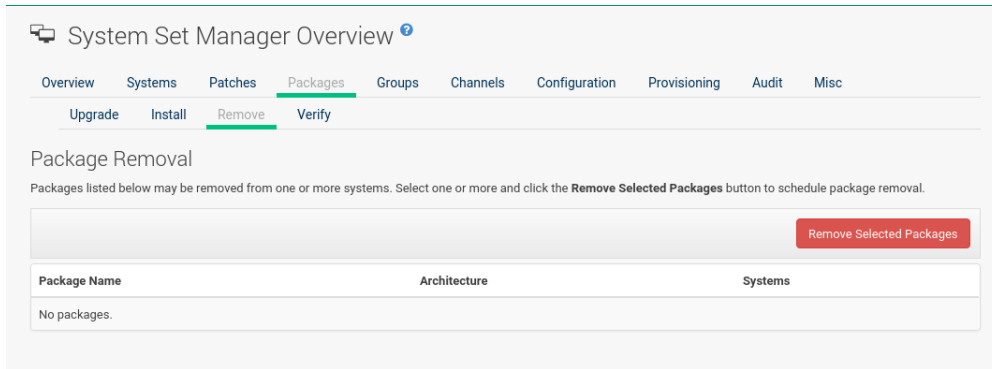 System Set Manager Overview ?
Overview Systems Patches Packages Groups Channels Configuration Provisioning Audit Misc
Upgrade Install Remove Verify
Package Removal
Packages listed below may be removed from one or more systems. Select one or more and click the Remove Selected Packages button to schedule package removal.
Remove Selected Packages
Package Name Architecture Systems
No packages.